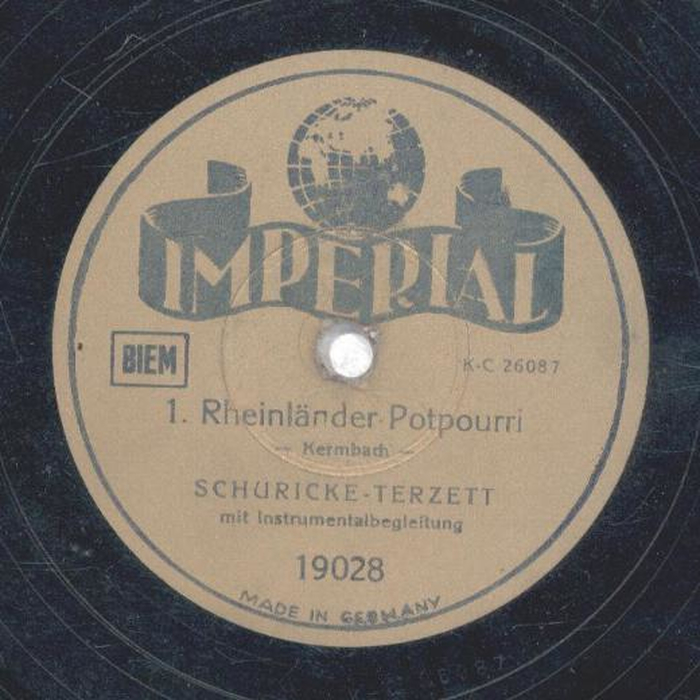 IMPERIAL
BIEM
K-C 26087
1. Rheinländer-Potpourri
— Kermbach —
SCHURICKE-TERZETT
mit Instrumentalbegleitung
19028
MADE IN GERMANY